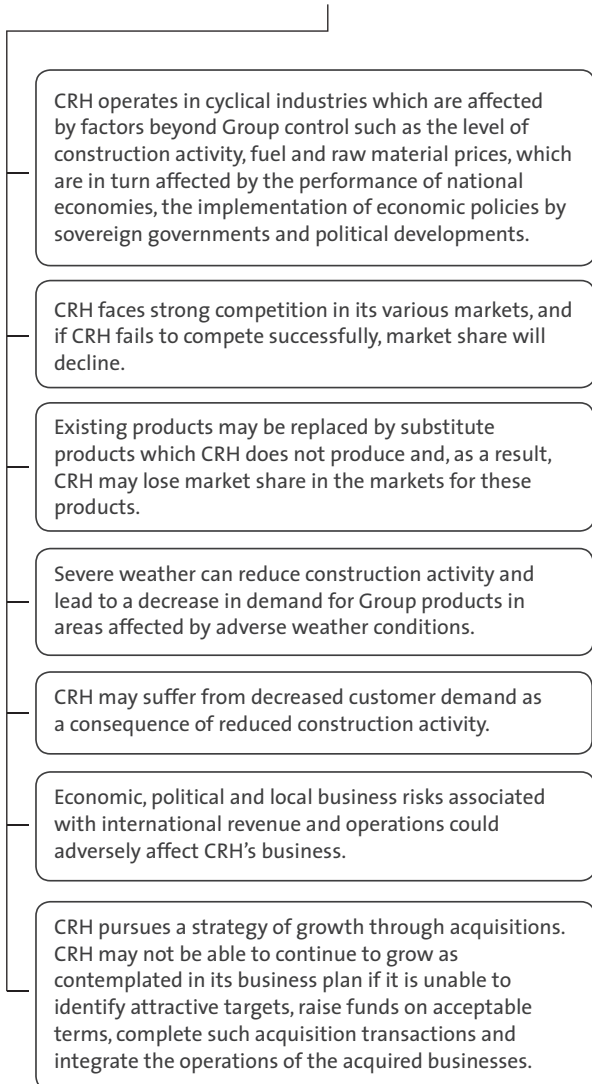 CRH operates in cyclical industries which are affected
by factors beyond Group control such as the level of
construction activity, fuel and raw material prices, which
are in turn affected by the performance of national
economies, the implementation of economic policies by
sovereign governments and political developments.
CRH faces strong competition in its various markets, and
if CRH fails to compete successfully, market share will
decline.
Existing products may be replaced by substitute
products which CRH does not produce and, as a result,
CRH may lose market share in the markets for these
products.
Severe weather can reduce construction activity and
lead to a decrease in demand for Group products in
areas affected by adverse weather conditions.
CRH may suffer from decreased customer demand as
a consequence of reduced construction activity.
Economic, political and local business risks associated
with international revenue and operations could
adversely affect CRH’s business.
CRH pursues a strategy of growth through acquisitions.
CRH may not be able to continue to grow as
contemplated in its business plan if it is unable to
identify attractive targets, raise funds on acceptable
terms, complete such acquisition transactions and
integrate the operations of the acquired businesses.